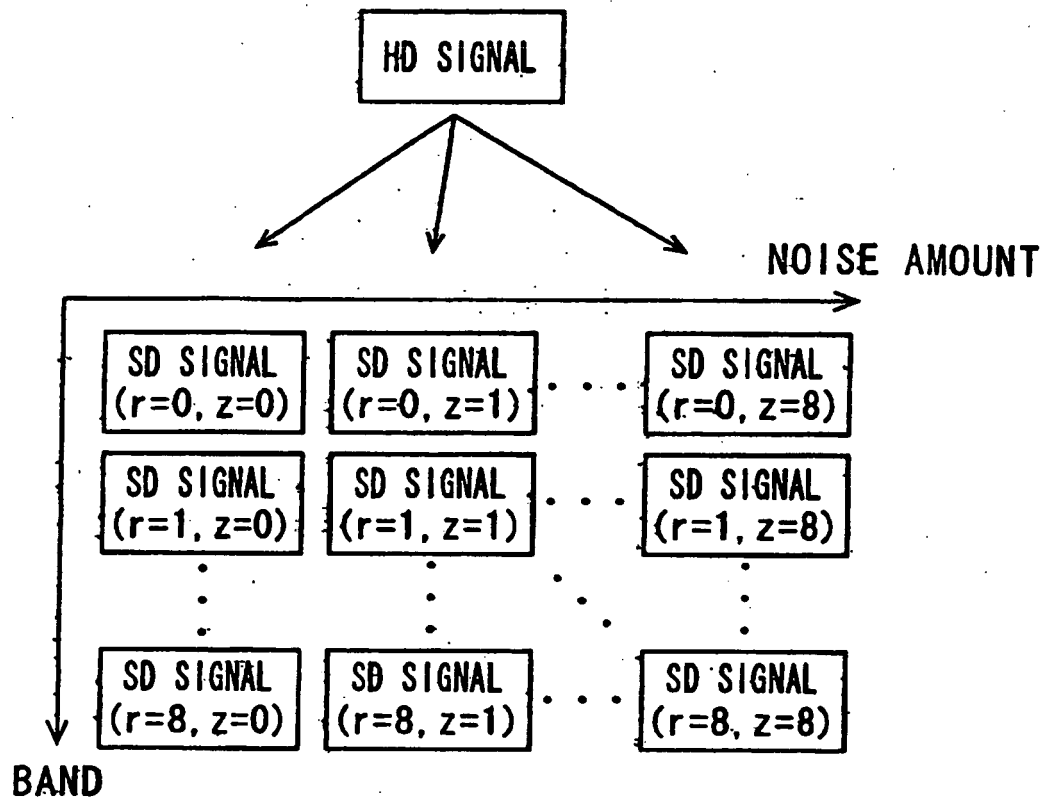 HD SIGNAL
NOISE AMOUNT
SD SIGNAL
(r=0, z=0)
SD SIGNAL
(r=0, z=1)
SD SIGNAL
(r=0, z=8)
SD SIGNAL
(r=1, z=0)
SD SIGNAL
(r=1, z=1)
SD SIGNAL
(r=1, z=8)
SD SIGNAL
(r=8, z=0)
SD SIGNAL
(r=8, z=1)
SD SIGNAL
(r=8, z=8)
BAND